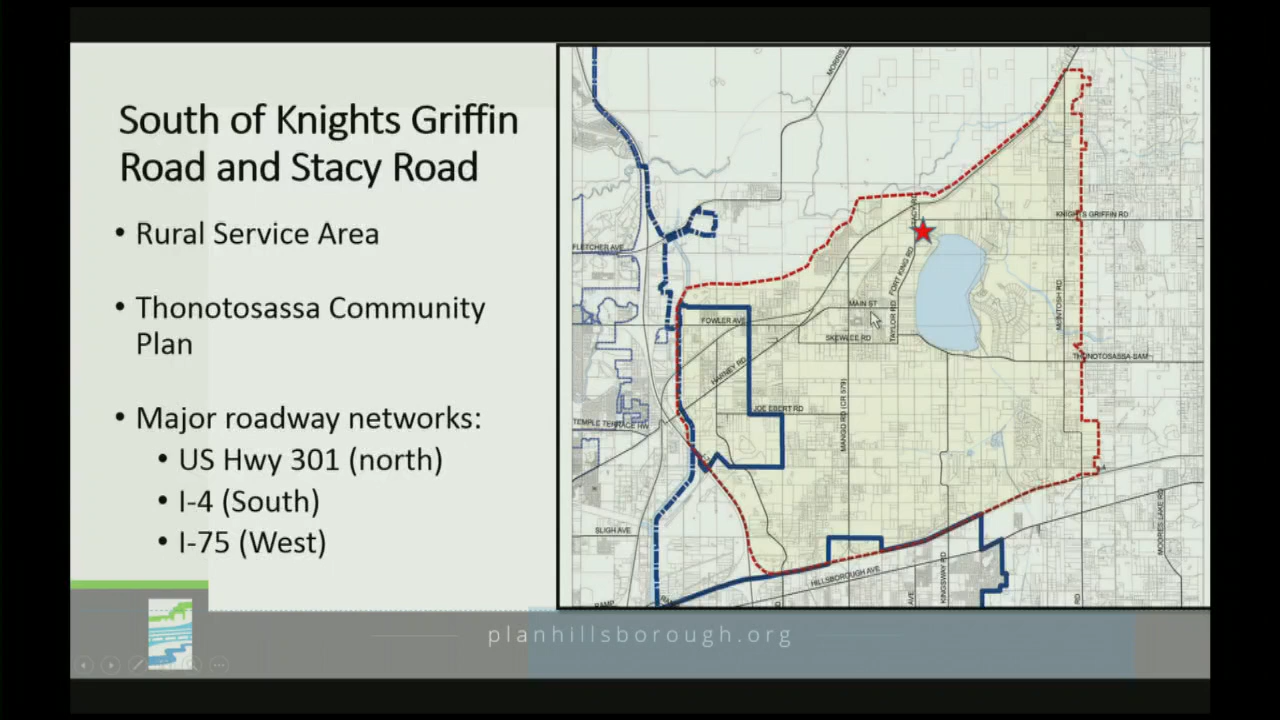 South of Knights Griffin
Road and Stacy Road
• Rural Service Area
• Thonotosassa Community
Plan
• Major roadway networks:
• US Hwy 301 (north)
• I-4 (South)
• I-75 (West)
MORRIS
KNIGHTS GRIFFIN RD
FLETCHER AVE
FORT KING RD
MAIN ST
TAYLOR RD
MCINTOSH RD
FOWLER AVE
SKEWLEE RD
THONOTOSASSA
HARNEY RD
JOE EBERT RD
MANGO RD (CR 579)
TEMPLE TERRACE HW
SLIGH AVE
MOORES LAKE RD
HILLSBOROUGH AVE
KINGSWAY RD
AVE
RD
RAMP
planhillsborough.org